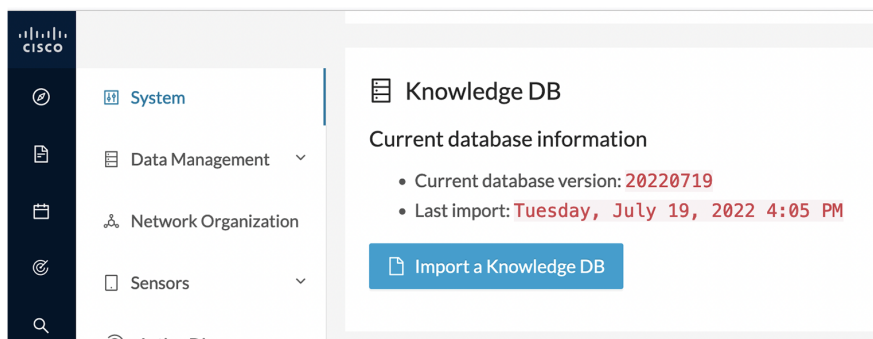 CISCO
System
Data Management
Network Organization
Sensors
Knowledge DB
Current database information
Current database version: 20220719
Last import: Tuesday, July 19, 2022 4:05 PM
Import a Knowledge DB